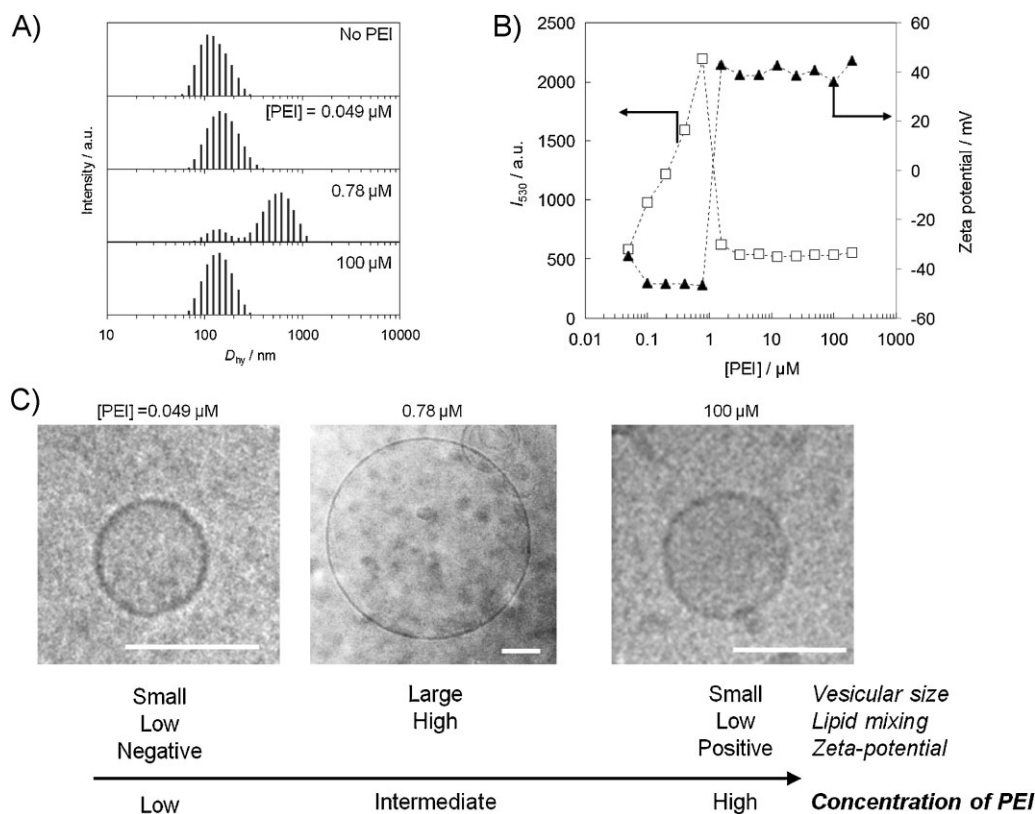 A)
No PEI
[PEI] = 0.049 µM
0.78 µM
100 µM
Intensity / a.u.
10 100 1000 10000
Dhy / nm
B)
2500
2000
1500
1000
500
0
I530 / a.u.
60
40
20
0
-20
-40
-60
Zeta potential / mV
0.01 0.1 1 10 100 1000
[PEI] / µM
C)
[PEI] =0.049 µM 0.78 µM 100 µM
Small Large Small Vesicular size
Low High Low Lipid mixing
Negative Positive Zeta-potential
Low Intermediate High Concentration of PEI